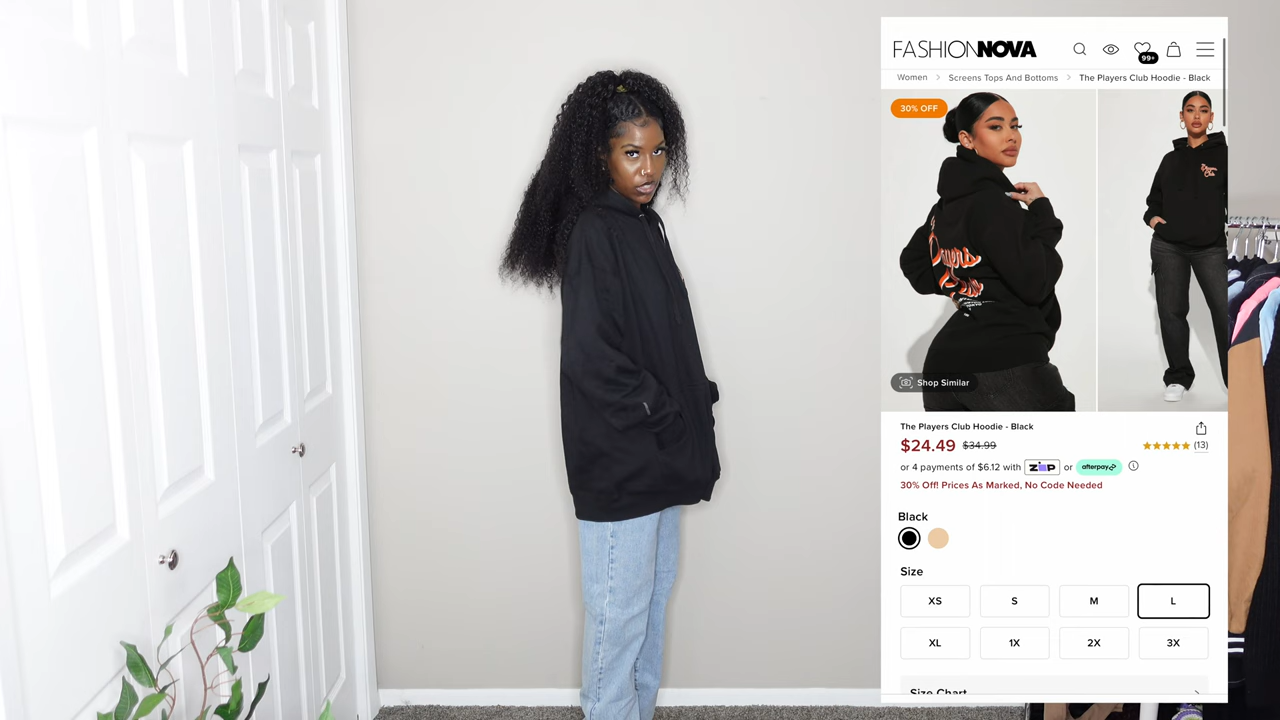 FASHIONNOVA
99+
Women > Screens Tops And Bottoms > The Players Club Hoodie - Black
30% OFF
Players
Club
Shop Similar
The Players Club Hoodie - Black
$24.49 $34.99
(13)
or 4 payments of $6.12 with ZIP or afterpay
30% Off! Prices As Marked, No Code Needed
Black
Size
XS S M L
XL 1X 2X 3X
Size Chart >